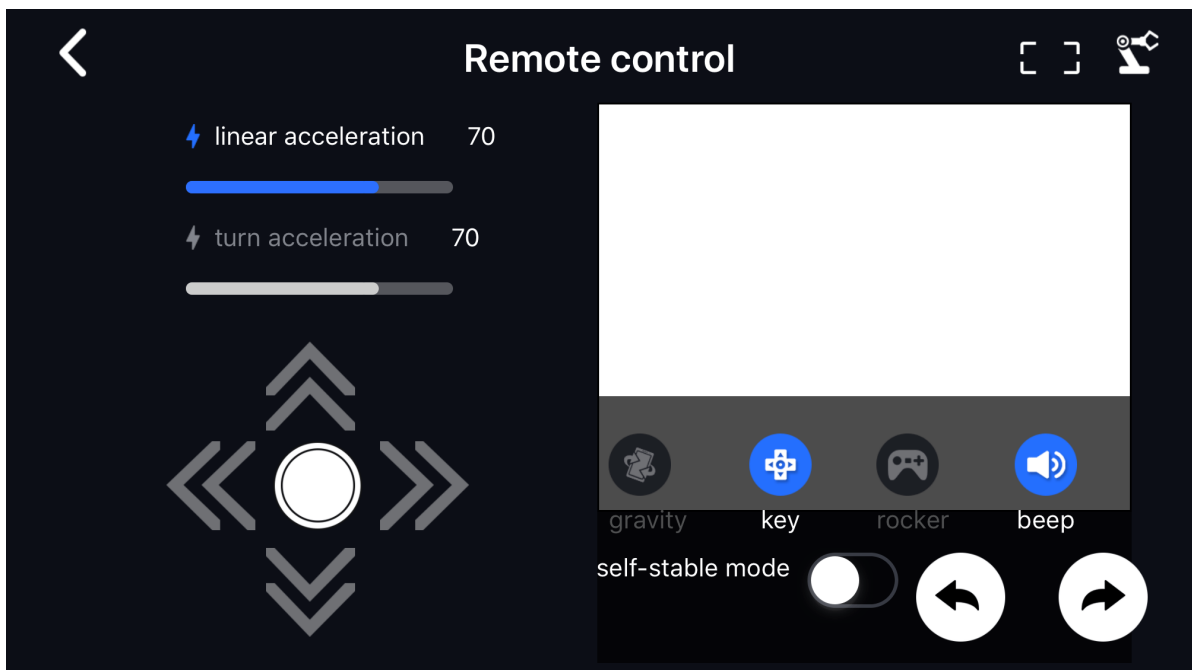 Remote control
linear acceleration 70
turn acceleration 70
gravity key rocker beep
self-stable mode